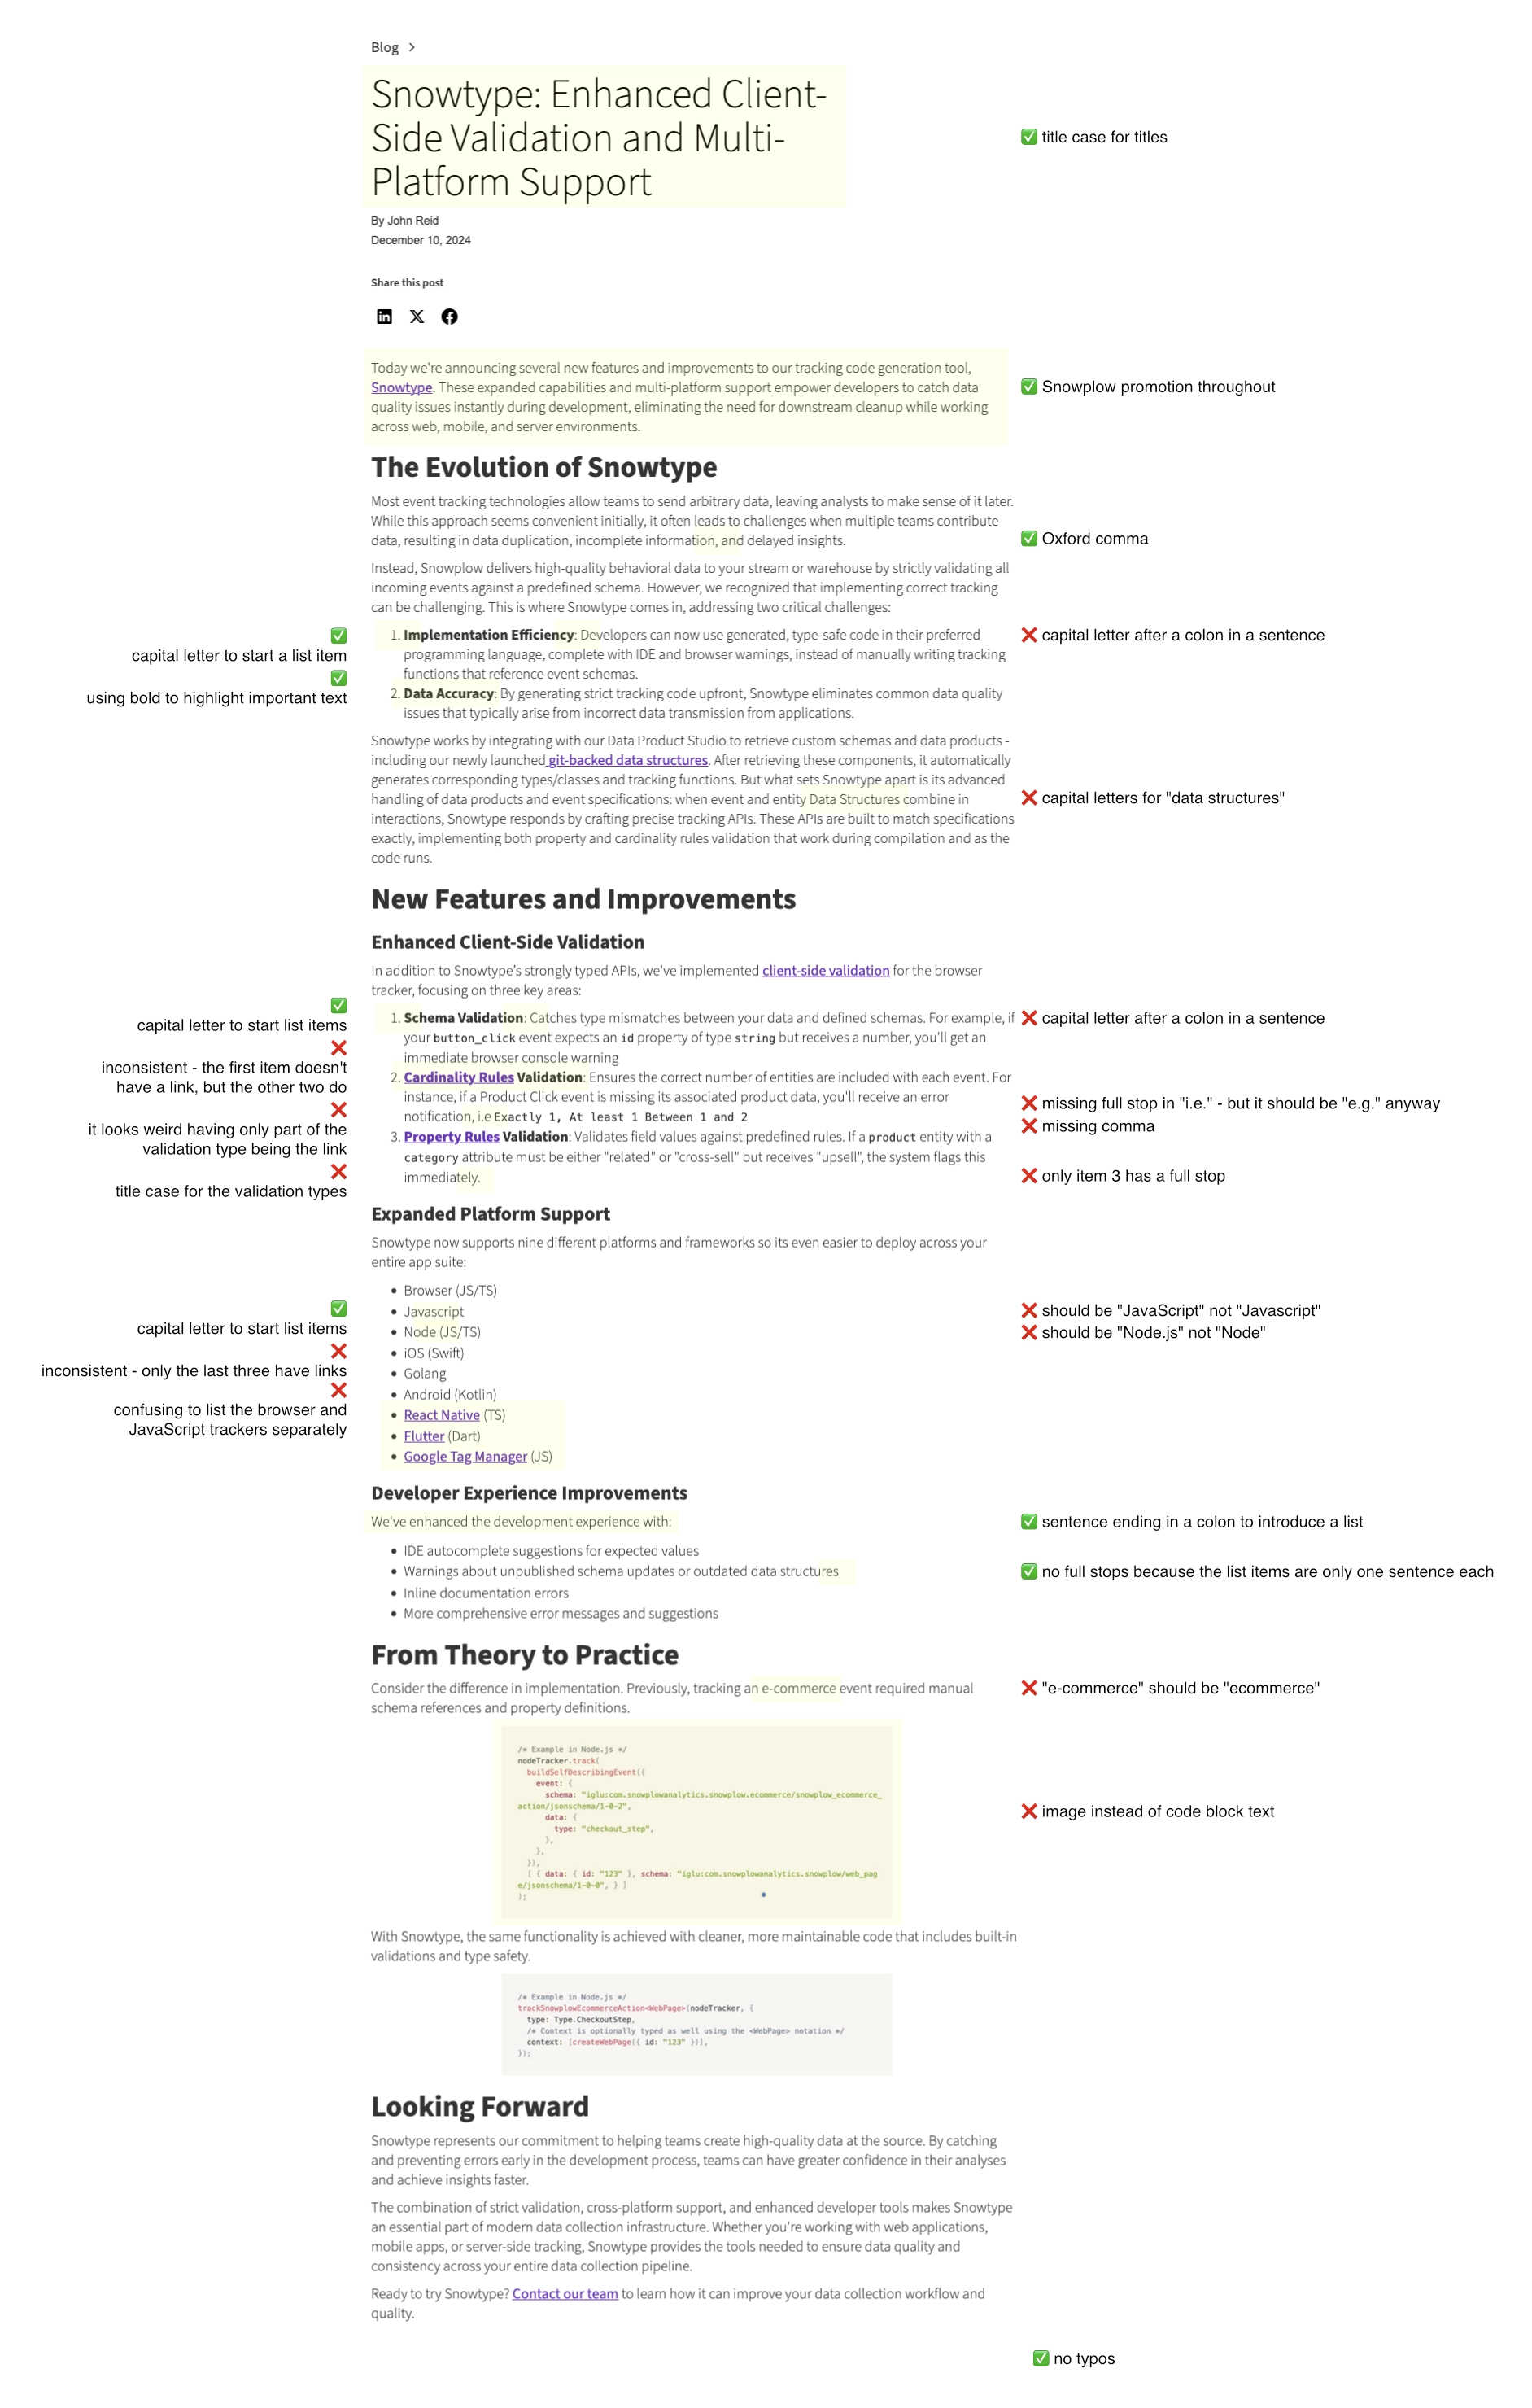 Blog >
Snowtype: Enhanced Client-
Side Validation and Multi-
Platform Support
✅ title case for titles
By John Reid
December 10, 2024
Share this post
Today we're announcing several new features and improvements to our tracking code generation tool,
Snowtype. These expanded capabilities and multi-platform support empower developers to catch data
quality issues instantly during development, eliminating the need for downstream cleanup while working
across web, mobile, and server environments.
✅ Snowplow promotion throughout
The Evolution of Snowtype
Most event tracking technologies allow teams to send arbitrary data, leaving analysts to make sense of it later.
While this approach seems convenient initially, it often leads to challenges when multiple teams contribute
data, resulting in data duplication, incomplete information, and delayed insights.
✅ Oxford comma
Instead, Snowplow delivers high-quality behavioral data to your stream or warehouse by strictly validating all
incoming events against a predefined schema. However, we recognized that implementing correct tracking
can be challenging. This is where Snowtype comes in, addressing two critical challenges:
✅
capital letter to start a list item
✅
using bold to highlight important text
1. Implementation Efficiency: Developers can now use generated, type-safe code in their preferred
programming language, complete with IDE and browser warnings, instead of manually writing tracking
functions that reference event schemas.
2. Data Accuracy: By generating strict tracking code upfront, Snowtype eliminates common data quality
issues that typically arise from incorrect data transmission from applications.
❌ capital letter after a colon in a sentence
Snowtype works by integrating with our Data Product Studio to retrieve custom schemas and data products -
including our newly launched git-backed data structures. After retrieving these components, it automatically
generates corresponding types/classes and tracking functions. But what sets Snowtype apart is its advanced
handling of data products and event specifications: when event and entity Data Structures combine in
interactions, Snowtype responds by crafting precise tracking APIs. These APIs are built to match specifications
exactly, implementing both property and cardinality rules validation that work during compilation and as the
code runs.
❌ capital letters for "data structures"
New Features and Improvements
Enhanced Client-Side Validation
In addition to Snowtype's strongly typed APIs, we've implemented client-side validation for the browser
tracker, focusing on three key areas:
✅
capital letter to start list items
❌
inconsistent - the first item doesn't
have a link, but the other two do
❌
it looks weird having only part of the
validation type being the link
❌
title case for the validation types
1. Schema Validation: Catches type mismatches between your data and defined schemas. For example, if
your button_click event expects an id property of type string but receives a number, you'll get an
immediate browser console warning
2. Cardinality Rules Validation: Ensures the correct number of entities are included with each event. For
instance, if a Product Click event is missing its associated product data, you'll receive an error
notification, i.e Exactly 1, At least 1 Between 1 and 2
3. Property Rules Validation: Validates field values against predefined rules. If a product entity with a
category attribute must be either "related" or "cross-sell" but receives "upsell", the system flags this
immediately.
❌ capital letter after a colon in a sentence
❌ missing full stop in "i.e." - but it should be "e.g." anyway
❌ missing comma
❌ only item 3 has a full stop
Expanded Platform Support
Snowtype now supports nine different platforms and frameworks so its even easier to deploy across your
entire app suite:
✅
capital letter to start list items
❌
inconsistent - only the last three have links
❌
confusing to list the browser and
JavaScript trackers separately
• Browser (JS/TS)
• Javascript
• Node (JS/TS)
• iOS (Swift)
• Golang
• Android (Kotlin)
• React Native (TS)
• Flutter (Dart)
• Google Tag Manager (JS)
❌ should be "JavaScript" not "Javascript"
❌ should be "Node.js" not "Node"
Developer Experience Improvements
We've enhanced the development experience with:
✅ sentence ending in a colon to introduce a list
• IDE autocomplete suggestions for expected values
• Warnings about unpublished schema updates or outdated data structures
• Inline documentation errors
• More comprehensive error messages and suggestions
✅ no full stops because the list items are only one sentence each
From Theory to Practice
Consider the difference in implementation. Previously, tracking an e-commerce event required manual
schema references and property definitions.
❌ "e-commerce" should be "ecommerce"
/* Example in Node.js */
nodeTracker.track(
buildSelfDescribingEvent({
event: {
schema: "iglu:com.snowplowanalytics.snowplow.ecommerce/snowplow_ecommerce_
action/jsonschema/1-0-2",
data: {
type: "checkout_step",
},
},
}),
[ { data: { id: "123" }, schema: "iglu:com.snowplowanalytics.snowplow/web_pag
e/jsonschema/1-0-0", } ]
);
❌ image instead of code block text
With Snowtype, the same functionality is achieved with cleaner, more maintainable code that includes built-in
validations and type safety.
/* Example in Node.js */
trackSnowplowEcommerceAction<WebPage>(nodeTracker, {
type: Type.CheckoutStep,
/* Context is optionally typed as well using the <WebPage> notation */
context: [createWebPage({ id: "123" })],
});
Looking Forward
Snowtype represents our commitment to helping teams create high-quality data at the source. By catching
and preventing errors early in the development process, teams can have greater confidence in their analyses
and achieve insights faster.
The combination of strict validation, cross-platform support, and enhanced developer tools makes Snowtype
an essential part of modern data collection infrastructure. Whether you're working with web applications,
mobile apps, or server-side tracking, Snowtype provides the tools needed to ensure data quality and
consistency across your entire data collection pipeline.
Ready to try Snowtype? Contact our team to learn how it can improve your data collection workflow and
quality.
✅ no typos